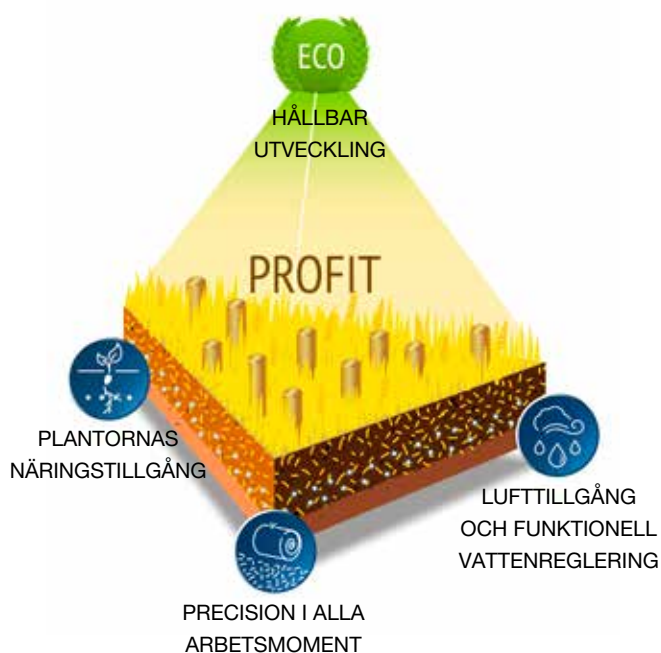 ECO
HÅLLBAR
UTVECKLING
PROFIT
PLANTORNAS
NÄRINGSTILLGÅNG
LUFTTILLGÅNG
OCH FUNKTIONELL
VATTENREGLERING
PRECISION I ALLA
ARBETSMOMENT